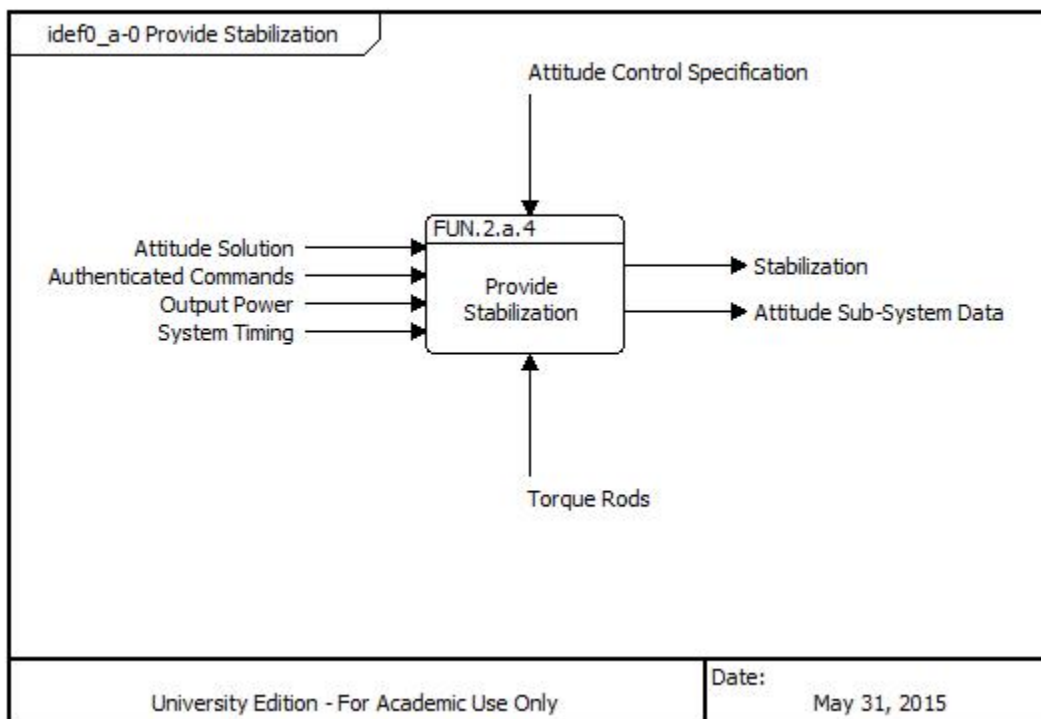 idef0_a-0 Provide Stabilization
Attitude Control Specification
FUN.2.a.4
Provide
Stabilization
Attitude Solution
Authenticated Commands
Output Power
System Timing
Stabilization
Attitude Sub-System Data
Torque Rods
University Edition - For Academic Use Only
Date:
May 31, 2015